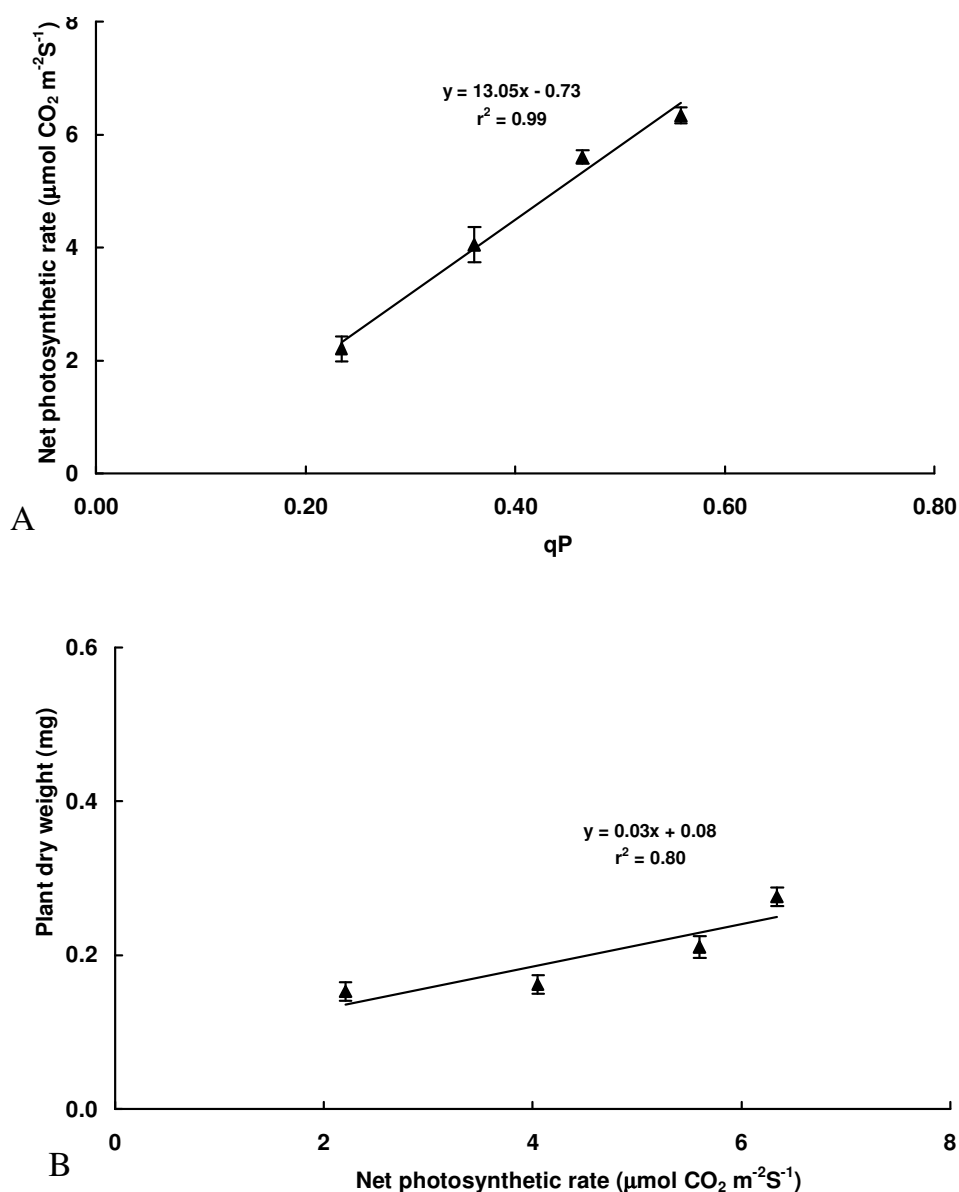 8
6
4
2
0
Net photosynthetic rate (μmol CO₂ m⁻²S⁻¹)
y = 13.05x - 0.73
r² = 0.99
0.00 0.20 0.40 0.60 0.80
qP
A
0.6
0.4
0.2
0.0
Plant dry weight (mg)
y = 0.03x + 0.08
r² = 0.80
0 2 4 6 8
Net photosynthetic rate (μmol CO₂ m⁻²S⁻¹)
B